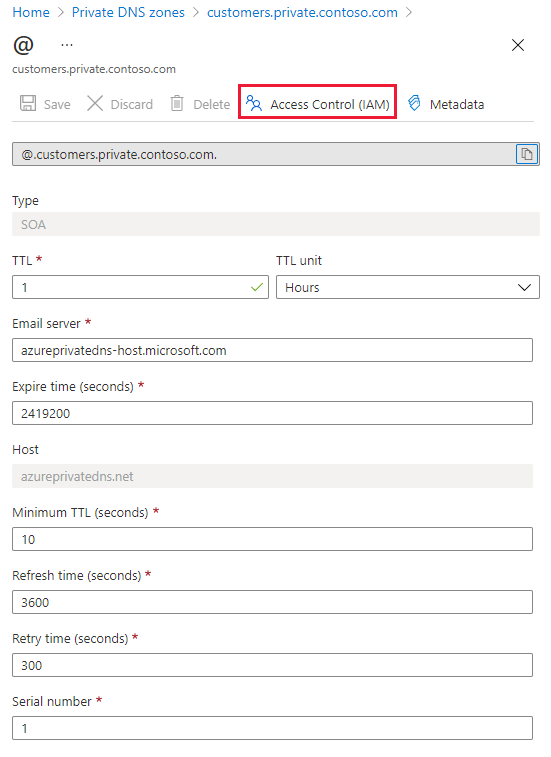 Home > Private DNS zones > customers.private.contoso.com >
@ ...
customers.private.contoso.com
Save Discard Delete Access Control (IAM) Metadata
@.customers.private.contoso.com.
Type
SOA
TTL * TTL unit
1 Hours
Email server *
azureprivatedns-host.microsoft.com
Expire time (seconds) *
2419200
Host
azureprivatedns.net
Minimum TTL (seconds) *
10
Refresh time (seconds) *
3600
Retry time (seconds) *
300
Serial number *
1